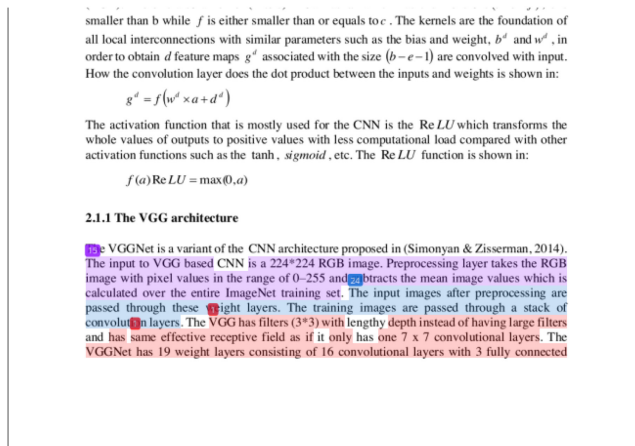 smaller than b while f is either smaller than or equals to c . The kernels are the foundation of
all local interconnections with similar parameters such as the bias and weight, b^d and w^d , in
order to obtain d feature maps g^d associated with the size (b−e−1) are convolved with input.
How the convolution layer does the dot product between the inputs and weights is shown in:
g^d = f(w^d ×a+d^d)
The activation function that is mostly used for the CNN is the Re LU which transforms the
whole values of outputs to positive values with less computational load compared with other
activation functions such as the tanh , sigmoid , etc. The Re LU function is shown in:
f (a) Re LU = max(0,a)
2.1.1 The VGG architecture
15 e VGGNet is a variant of the CNN architecture proposed in (Simonyan & Zisserman, 2014).
The input to VGG based CNN is a 224*224 RGB image. Preprocessing layer takes the RGB
image with pixel values in the range of 0–255 and 24 btracts the mean image values which is
calculated over the entire ImageNet training set. The input images after preprocessing are
passed through these 1 ight layers. The training images are passed through a stack of
convolut n layers. The VGG has filters (3*3) with lengthy depth instead of having large filters
and has same effective receptive field as if it only has one 7 x 7 convolutional layers. The
VGGNet has 19 weight layers consisting of 16 convolutional layers with 3 fully connected